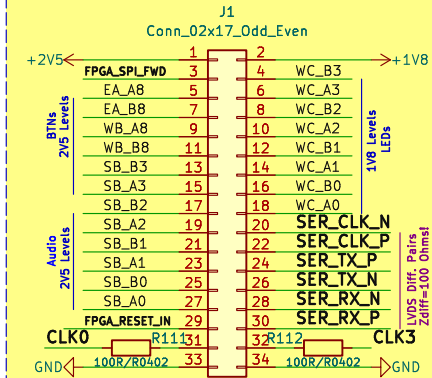 J1
Conn_02x17_Odd_Even
+2V5 1 2 +1V8
FPGA_SPI_FWD 3 4 WC_B3
EA_A8 5 6 WC_A3
EA_B8 7 8 WC_B2
WB_A8 9 10 WC_A2
WB_B8 11 12 WC_B1
SB_B3 13 14 WC_A1
SB_A3 15 16 WC_B0
SB_B2 17 18 WC_A0
SB_A2 19 20 SER_CLK_N
SB_B1 21 22 SER_CLK_P
SB_A1 23 24 SER_TX_P
SB_B0 25 26 SER_TX_N
SB_A0 27 28 SER_RX_N
FPGA_RESET_IN 29 30 SER_RX_P
CLK0 R111 31 32 R112 CLK3
GND 100R/R0402 33 34 100R/R0402 GND
BTNs
2V5 Levels
Audio
2V5 Levels
1V8 Levels
LEDs
LVDS Diff. Pairs
Zdiff=100 Ohms!